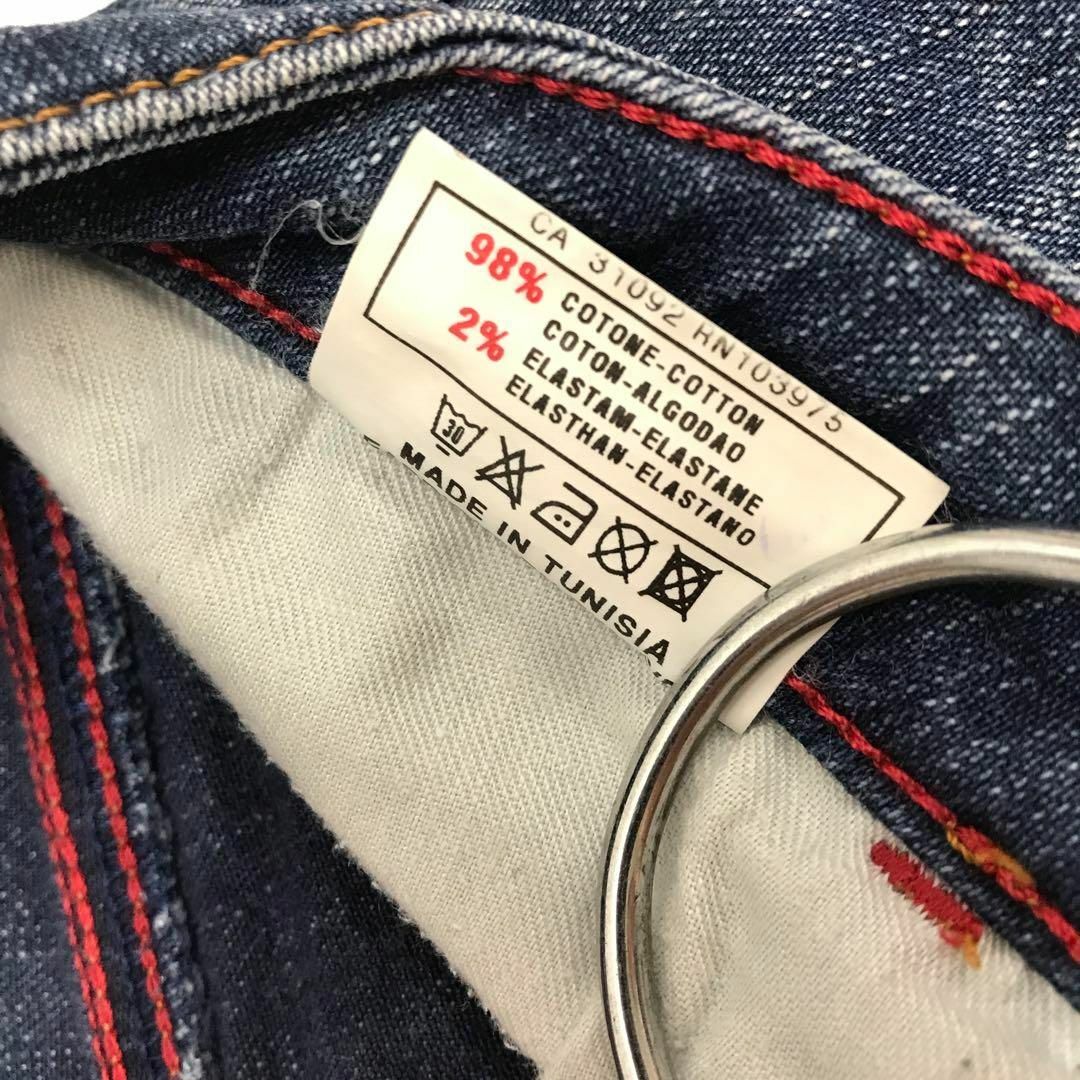 CA 31092 RN103975
98% COTONE-COTTON
COTON-ALGODAO
2% ELASTAM-ELASTANE
ELASTHAN-ELASTANO
30
MADE IN TUNISIA